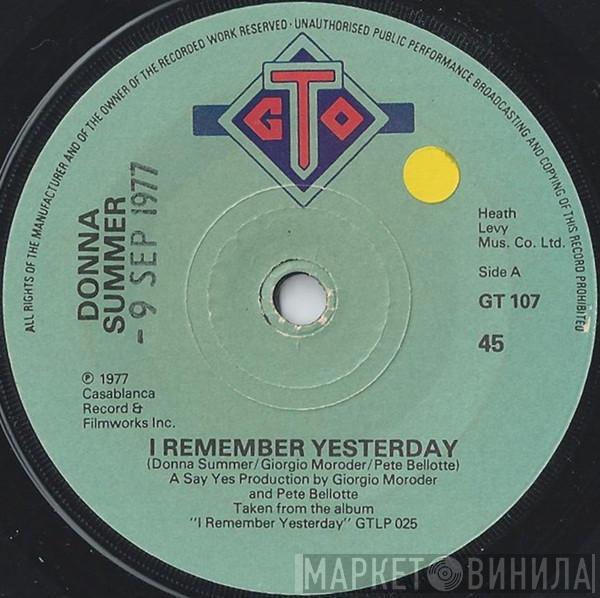 ALL RIGHTS OF THE MANUFACTURER AND OF THE OWNER OF THE RECORDED WORK RESERVED · UNAUTHORISED PUBLIC PERFORMANCE BROADCASTING AND COPYING OF THIS RECORD PROHIBITED
GTO
DONNA
SUMMER
- 9 SEP 1977
Heath
Levy
Mus. Co. Ltd.
Side A
GT 107
45
℗ 1977
Casablanca
Record &
Filmworks Inc.
I REMEMBER YESTERDAY
(Donna Summer/Giorgio Moroder/Pete Bellotte)
A Say Yes Production by Giorgio Moroder
and Pete Bellotte
Taken from the album
"I Remember Yesterday" GTLP 025
МАРКЕТ ВИНИЛА